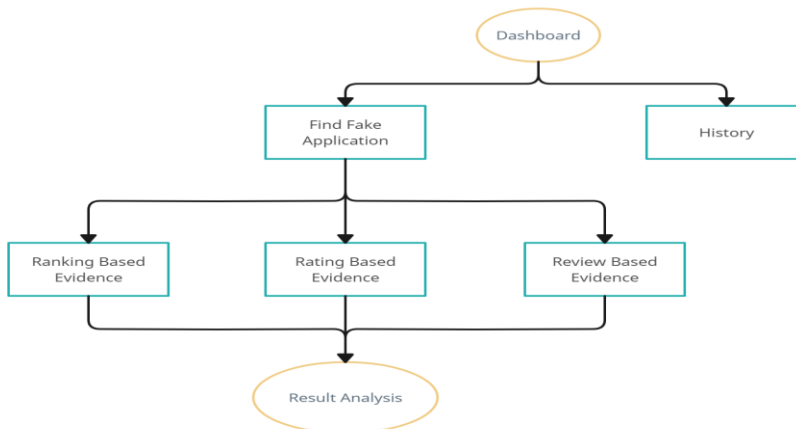 Dashboard
Find Fake
Application
History
Ranking Based
Evidence
Rating Based
Evidence
Review Based
Evidence
Result Analysis